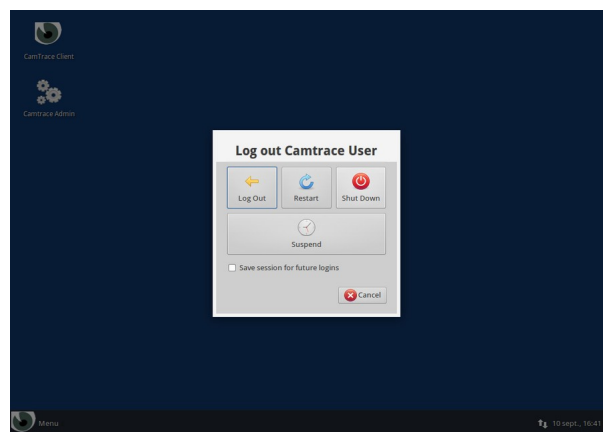 CamTrace Client
Camtrace Admin
Log out Camtrace User
Log Out
Restart
Shut Down
Suspend
Save session for future logins
Cancel
Menu
10 sept., 16:41